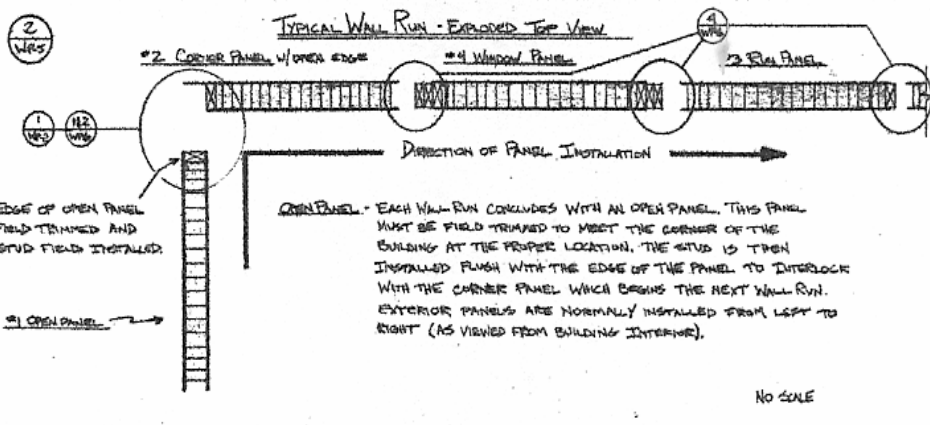 2
WR5
TYPICAL WALL RUN - EXPLODED TOP VIEW
4
WR6
#2 CORNER PANEL W/OPEN EDGE
#4 WINDOW PANEL
#3 RUN PANEL
1
WR5
1&2
WR6
DIRECTION OF PANEL INSTALLATION
EDGE OF OPEN PANEL
FIELD TRIMMED AND
STUD FIELD INSTALLED.
OPEN PANEL - EACH WALL RUN CONCLUDES WITH AN OPEN PANEL. THIS PANEL
MUST BE FIELD TRIMMED TO MEET THE CORNER OF THE
BUILDING AT THE PROPER LOCATION. THE STUD IS THEN
INSTALLED FLUSH WITH THE EDGE OF THE PANEL TO INTERLOCK
WITH THE CORNER PANEL WHICH BEGINS THE NEXT WALL RUN.
EXTERIOR PANELS ARE NORMALLY INSTALLED FROM LEFT TO
RIGHT (AS VIEWED FROM BUILDING INTERIOR).
#1 OPEN PANEL
NO SCALE